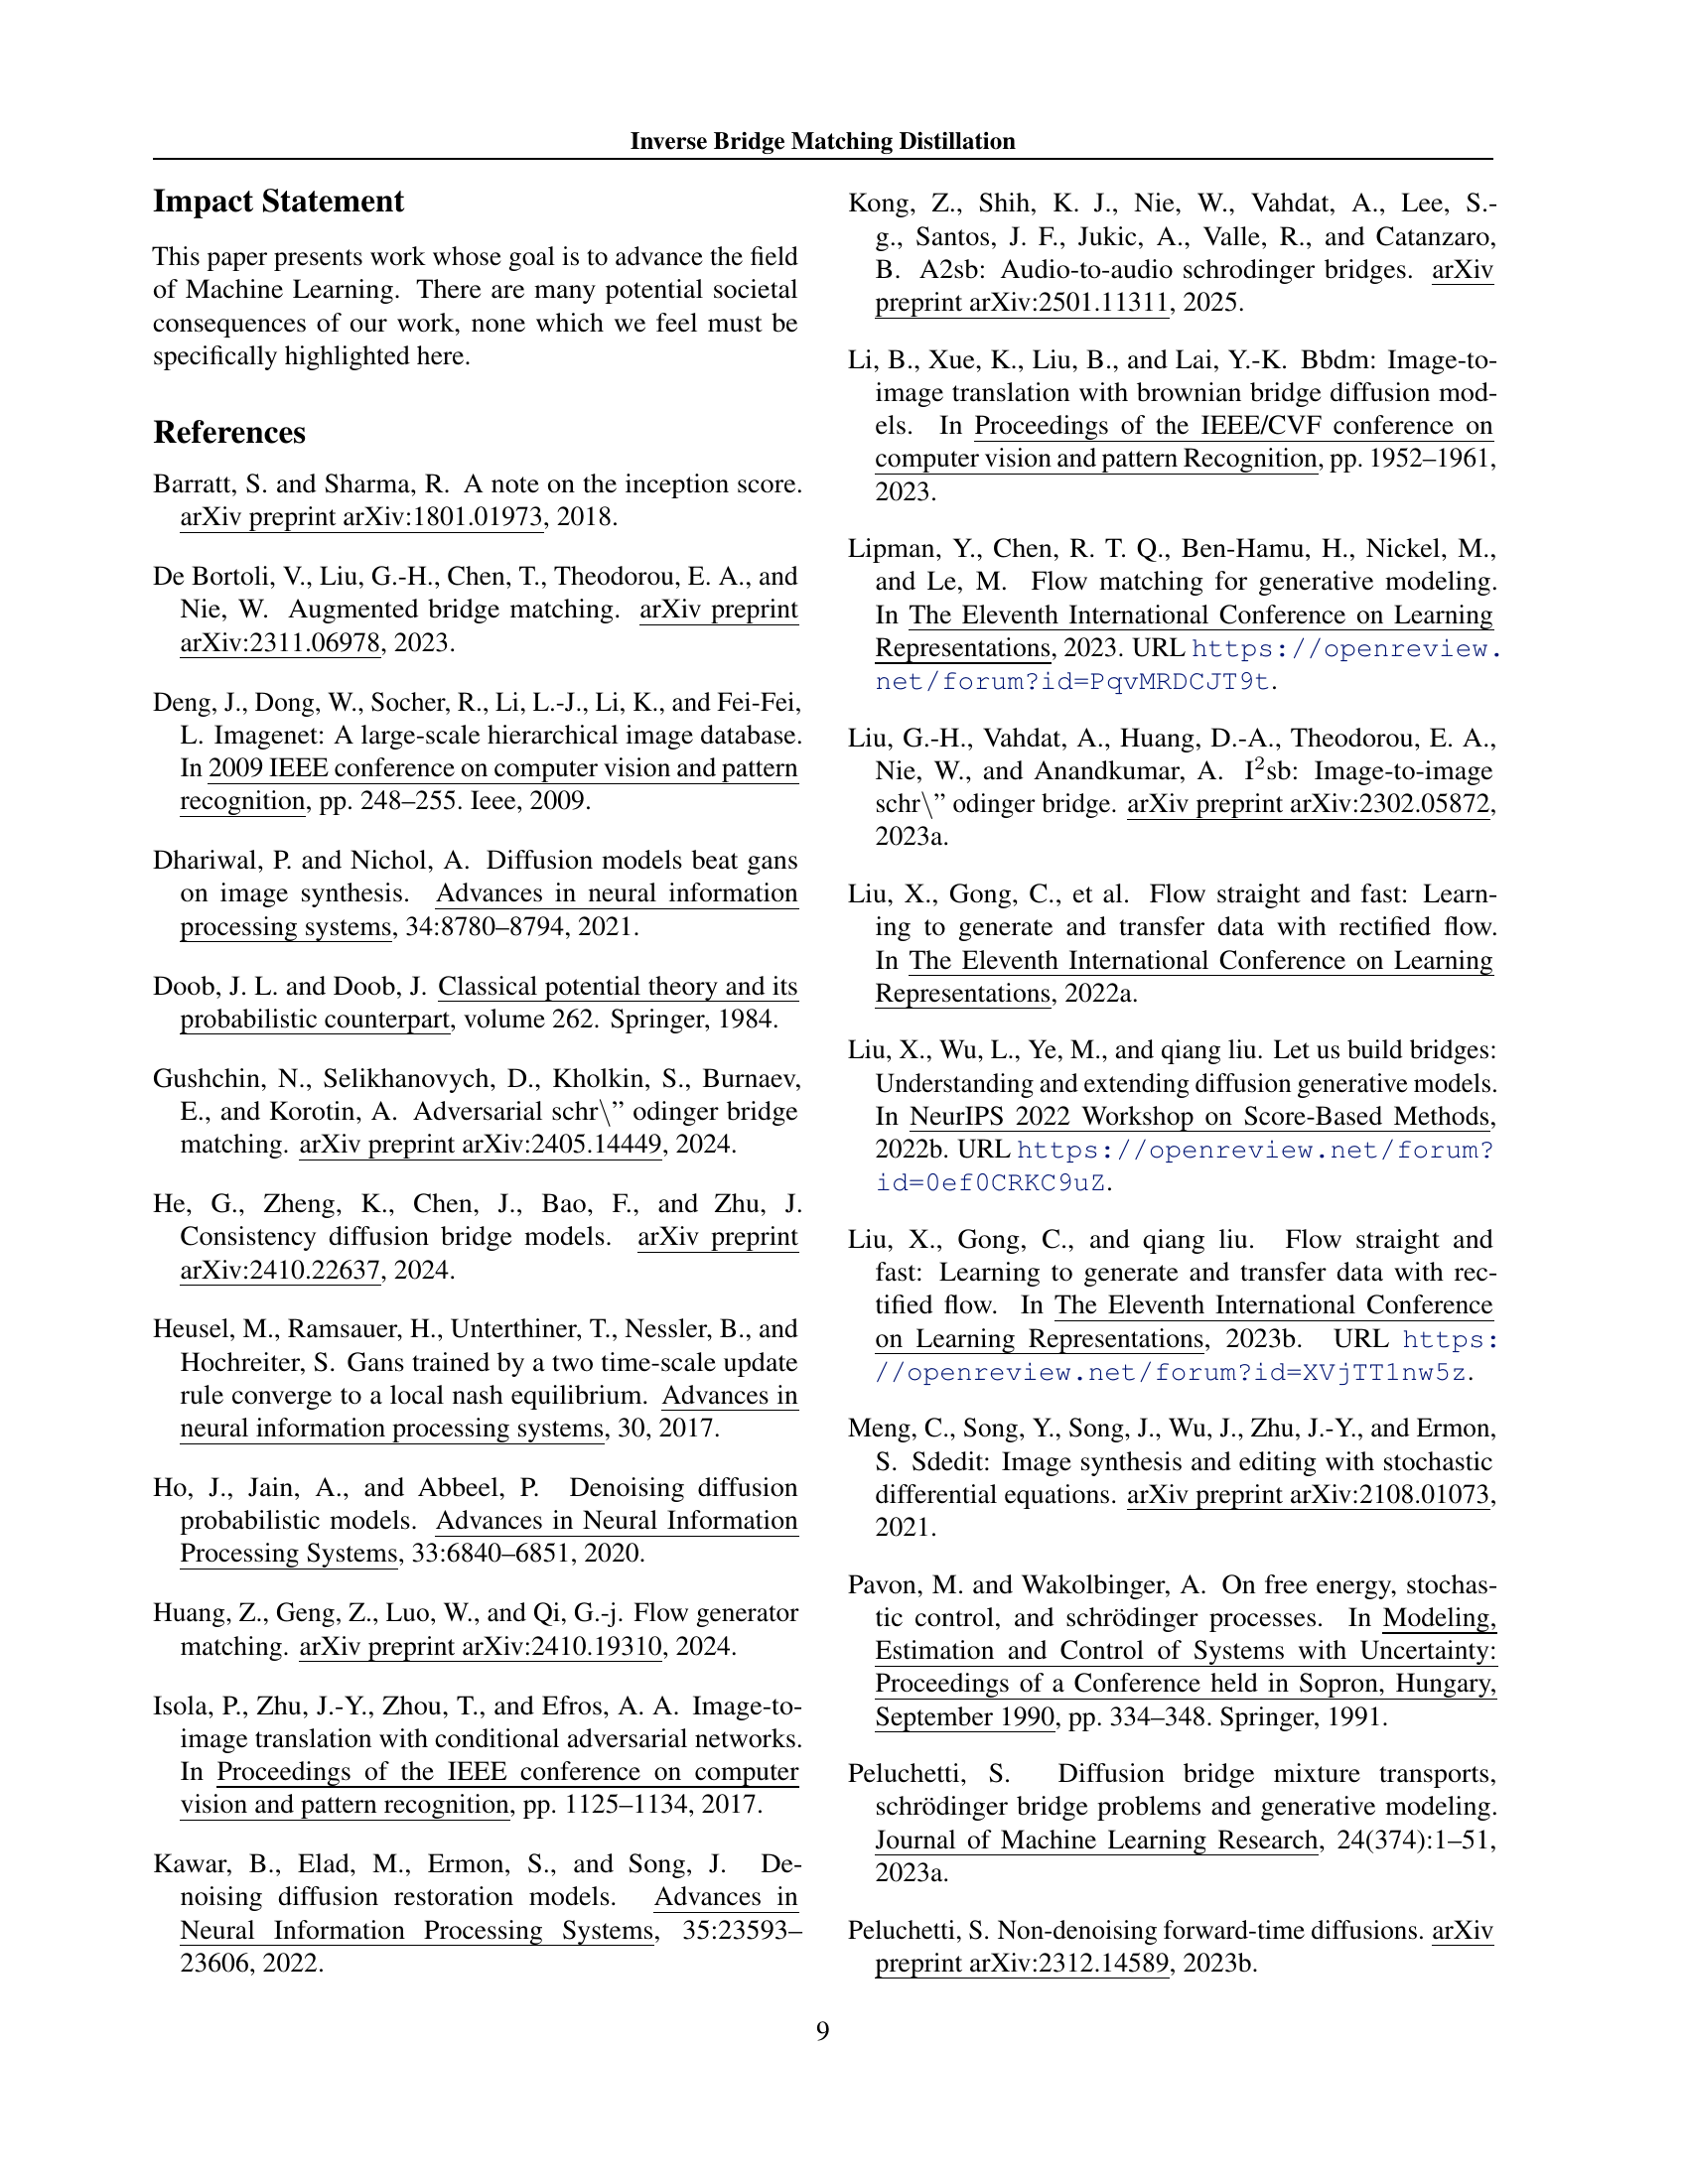 Inverse Bridge Matching Distillation
Impact Statement
This paper presents work whose goal is to advance the field
of Machine Learning. There are many potential societal
consequences of our work, none which we feel must be
specifically highlighted here.
References
Barratt, S. and Sharma, R. A note on the inception score.
arXiv preprint arXiv:1801.01973, 2018.
De Bortoli, V., Liu, G.-H., Chen, T., Theodorou, E. A., and
Nie, W. Augmented bridge matching. arXiv preprint
arXiv:2311.06978, 2023.
Deng, J., Dong, W., Socher, R., Li, L.-J., Li, K., and Fei-Fei,
L. Imagenet: A large-scale hierarchical image database.
In 2009 IEEE conference on computer vision and pattern
recognition, pp. 248–255. Ieee, 2009.
Dhariwal, P. and Nichol, A. Diffusion models beat gans
on image synthesis. Advances in neural information
processing systems, 34:8780–8794, 2021.
Doob, J. L. and Doob, J. Classical potential theory and its
probabilistic counterpart, volume 262. Springer, 1984.
Gushchin, N., Selikhanovych, D., Kholkin, S., Burnaev,
E., and Korotin, A. Adversarial schr\” odinger bridge
matching. arXiv preprint arXiv:2405.14449, 2024.
He, G., Zheng, K., Chen, J., Bao, F., and Zhu, J.
Consistency diffusion bridge models. arXiv preprint
arXiv:2410.22637, 2024.
Heusel, M., Ramsauer, H., Unterthiner, T., Nessler, B., and
Hochreiter, S. Gans trained by a two time-scale update
rule converge to a local nash equilibrium. Advances in
neural information processing systems, 30, 2017.
Ho, J., Jain, A., and Abbeel, P. Denoising diffusion
probabilistic models. Advances in Neural Information
Processing Systems, 33:6840–6851, 2020.
Huang, Z., Geng, Z., Luo, W., and Qi, G.-j. Flow generator
matching. arXiv preprint arXiv:2410.19310, 2024.
Isola, P., Zhu, J.-Y., Zhou, T., and Efros, A. A. Image-to-
image translation with conditional adversarial networks.
In Proceedings of the IEEE conference on computer
vision and pattern recognition, pp. 1125–1134, 2017.
Kawar, B., Elad, M., Ermon, S., and Song, J. De-
noising diffusion restoration models. Advances in
Neural Information Processing Systems, 35:23593–
23606, 2022.
Kong, Z., Shih, K. J., Nie, W., Vahdat, A., Lee, S.-
g., Santos, J. F., Jukic, A., Valle, R., and Catanzaro,
B. A2sb: Audio-to-audio schrodinger bridges. arXiv
preprint arXiv:2501.11311, 2025.
Li, B., Xue, K., Liu, B., and Lai, Y.-K. Bbdm: Image-to-
image translation with brownian bridge diffusion mod-
els. In Proceedings of the IEEE/CVF conference on
computer vision and pattern Recognition, pp. 1952–1961,
2023.
Lipman, Y., Chen, R. T. Q., Ben-Hamu, H., Nickel, M.,
and Le, M. Flow matching for generative modeling.
In The Eleventh International Conference on Learning
Representations, 2023. URL https://openreview.
net/forum?id=PqvMRDCJT9t.
Liu, G.-H., Vahdat, A., Huang, D.-A., Theodorou, E. A.,
Nie, W., and Anandkumar, A. I²sb: Image-to-image
schr\” odinger bridge. arXiv preprint arXiv:2302.05872,
2023a.
Liu, X., Gong, C., et al. Flow straight and fast: Learn-
ing to generate and transfer data with rectified flow.
In The Eleventh International Conference on Learning
Representations, 2022a.
Liu, X., Wu, L., Ye, M., and qiang liu. Let us build bridges:
Understanding and extending diffusion generative models.
In NeurIPS 2022 Workshop on Score-Based Methods,
2022b. URL https://openreview.net/forum?
id=0ef0CRKC9uZ.
Liu, X., Gong, C., and qiang liu. Flow straight and
fast: Learning to generate and transfer data with rec-
tified flow. In The Eleventh International Conference
on Learning Representations, 2023b. URL https:
//openreview.net/forum?id=XVjTT1nw5z.
Meng, C., Song, Y., Song, J., Wu, J., Zhu, J.-Y., and Ermon,
S. Sdedit: Image synthesis and editing with stochastic
differential equations. arXiv preprint arXiv:2108.01073,
2021.
Pavon, M. and Wakolbinger, A. On free energy, stochas-
tic control, and schrödinger processes. In Modeling,
Estimation and Control of Systems with Uncertainty:
Proceedings of a Conference held in Sopron, Hungary,
September 1990, pp. 334–348. Springer, 1991.
Peluchetti, S. Diffusion bridge mixture transports,
schrödinger bridge problems and generative modeling.
Journal of Machine Learning Research, 24(374):1–51,
2023a.
Peluchetti, S. Non-denoising forward-time diffusions. arXiv
preprint arXiv:2312.14589, 2023b.
9